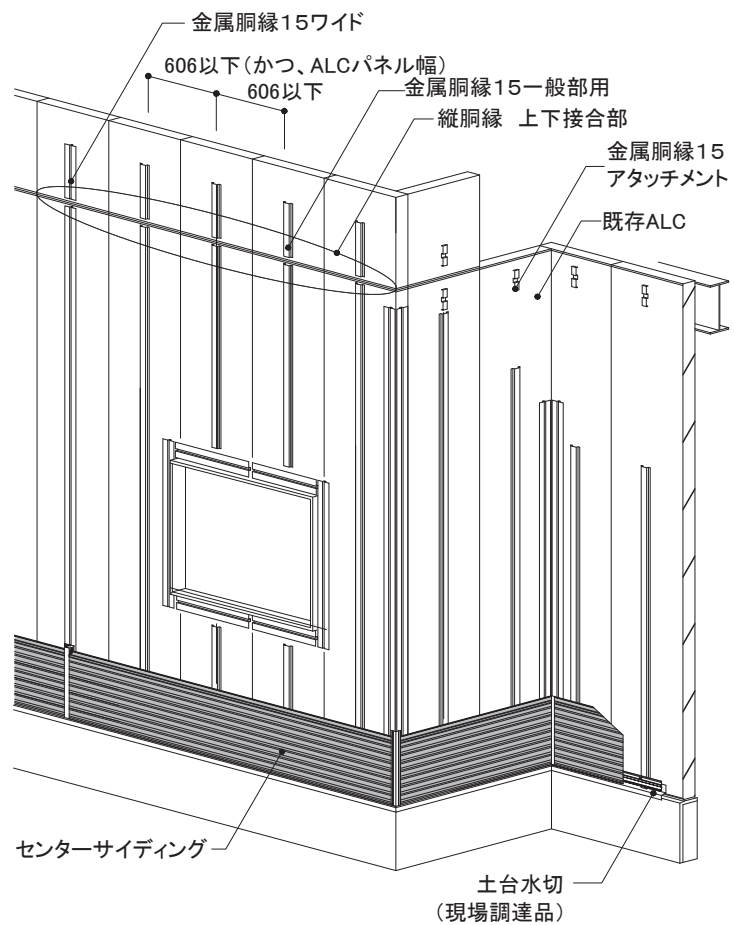 金属胴縁15ワイド
606以下（かつ、ALCパネル幅）
606以下
金属胴縁15一般部用
縦胴縁　上下接合部
金属胴縁15
アタッチメント
既存ALC
センターサイディング
土台水切
（現場調達品）